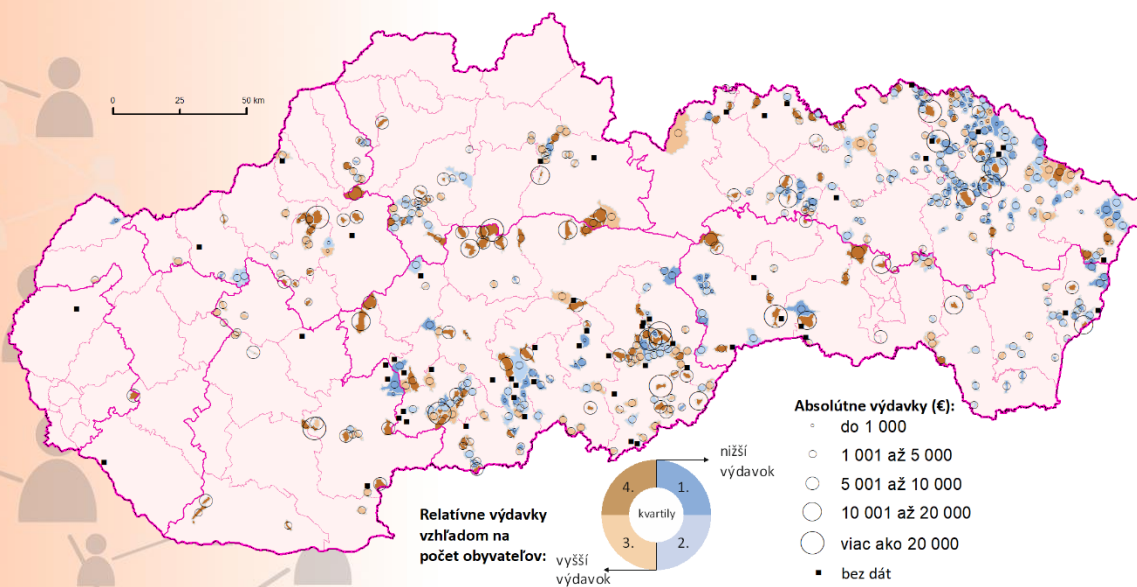 0 25 50 km
Absolútne výdavky (€):
do 1 000
1 001 až 5 000
5 001 až 10 000
10 001 až 20 000
viac ako 20 000
bez dát
nižší
výdavok
4. 1.
kvartily
3. 2.
Relatívne výdavky
vzhľadom na
počet obyvateľov:
vyšší
výdavok